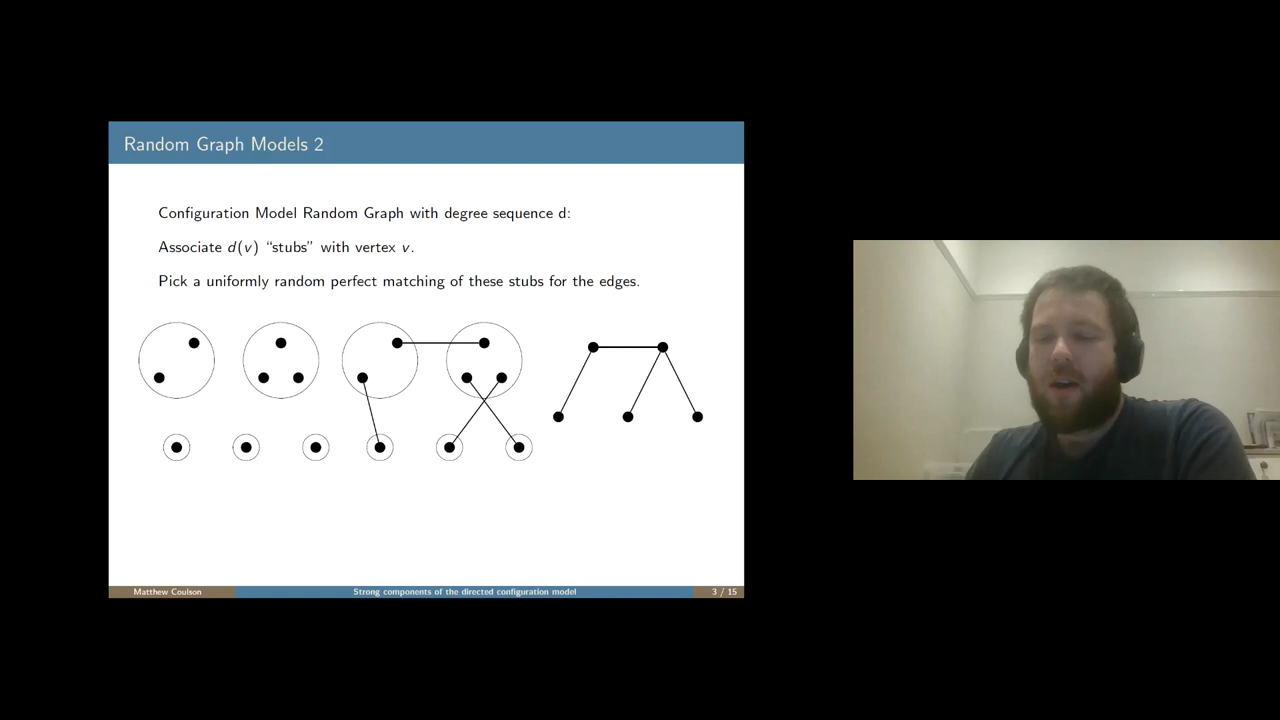 Random Graph Models 2
Configuration Model Random Graph with degree sequence d:
Associate d(v) “stubs” with vertex v.
Pick a uniformly random perfect matching of these stubs for the edges.
Matthew Coulson
Strong components of the directed configuration model
3 / 15